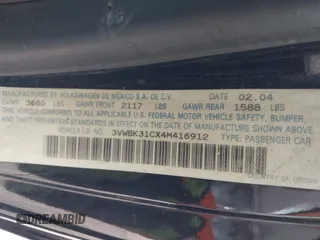 MANUFACTURED BY VOLKSWAGEN DE MEXICO S.A. DE C.V. 02.04
GVWR 3660 LBS GAWR FRONT 2117 LBS GAWR REAR 1588 LBS
THIS VEHICLE CONFORMS TO ALL APPLICABLE U.S. FEDERAL MOTOR VEHICLE SAFETY, BUMPER,
AND THEFT PREVENTION STANDARDS IN EFFECT ON THE DATE OF MANUFACTURE SHOWN ABOVE.
VEHICLE IDENTIFICATION NO.: 3VWBK31CX4M416912 TYPE: PASSENGER CAR
DREAMBID